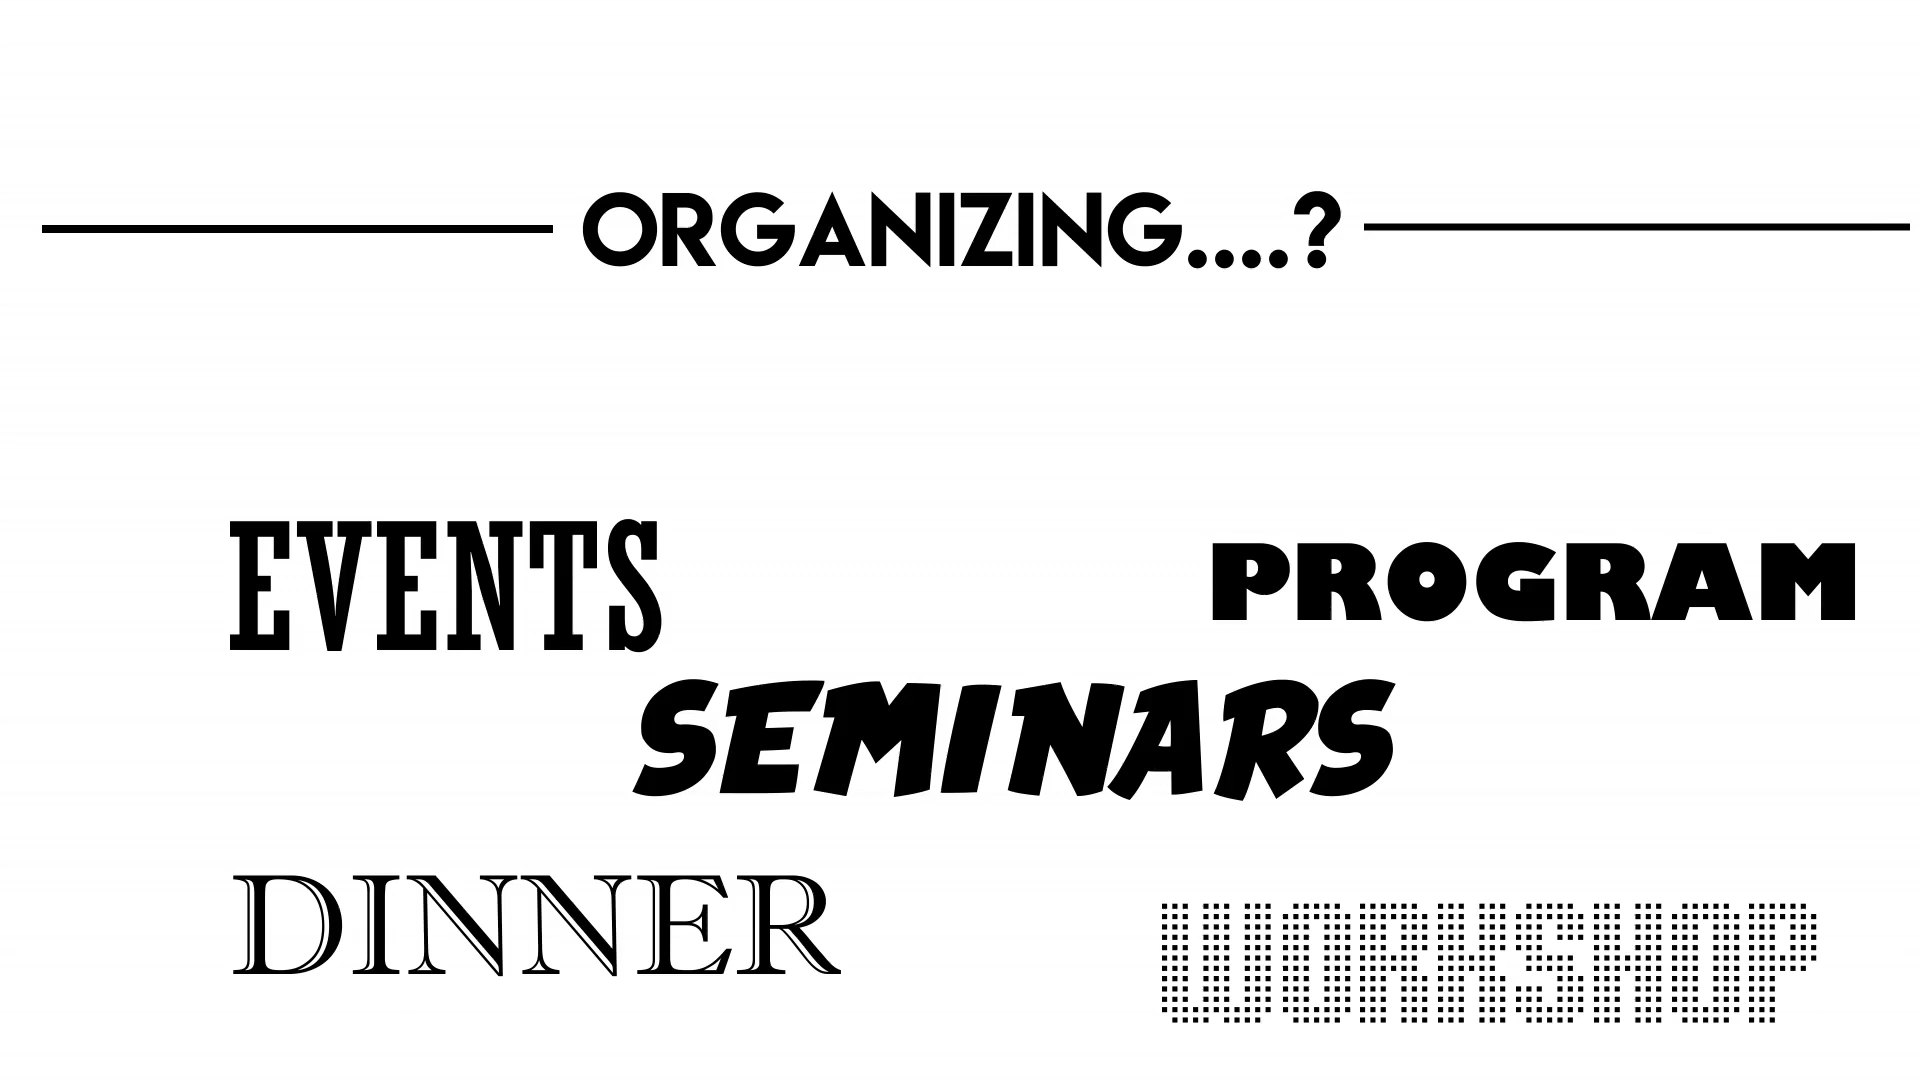 ORGANIZING....?
EVENTS
PROGRAM
SEMINARS
DINNER
WORKSHOP